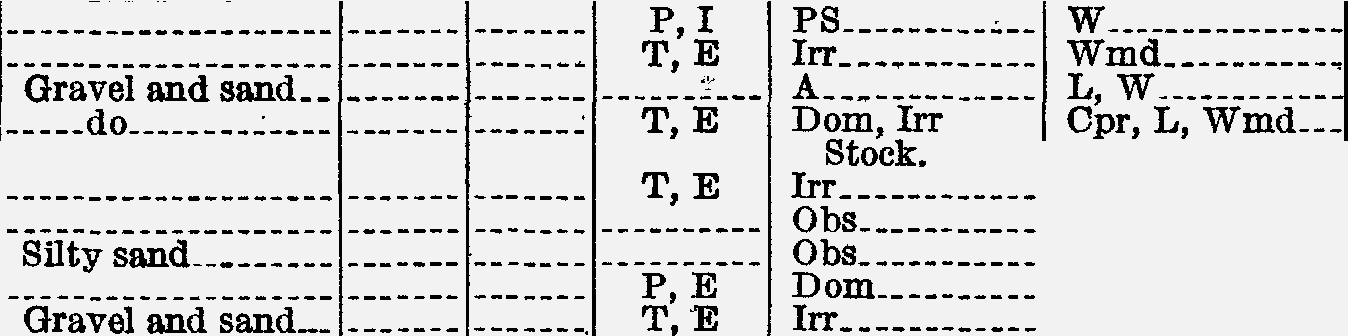 P, I PS W
T, E Irr Wmd
Gravel and sand A L, W
do T, E Dom, Irr Cpr, L, Wmd
Stock.
T, E Irr
Obs
Silty sand Obs
P, E Dom
Gravel and sand T, E Irr